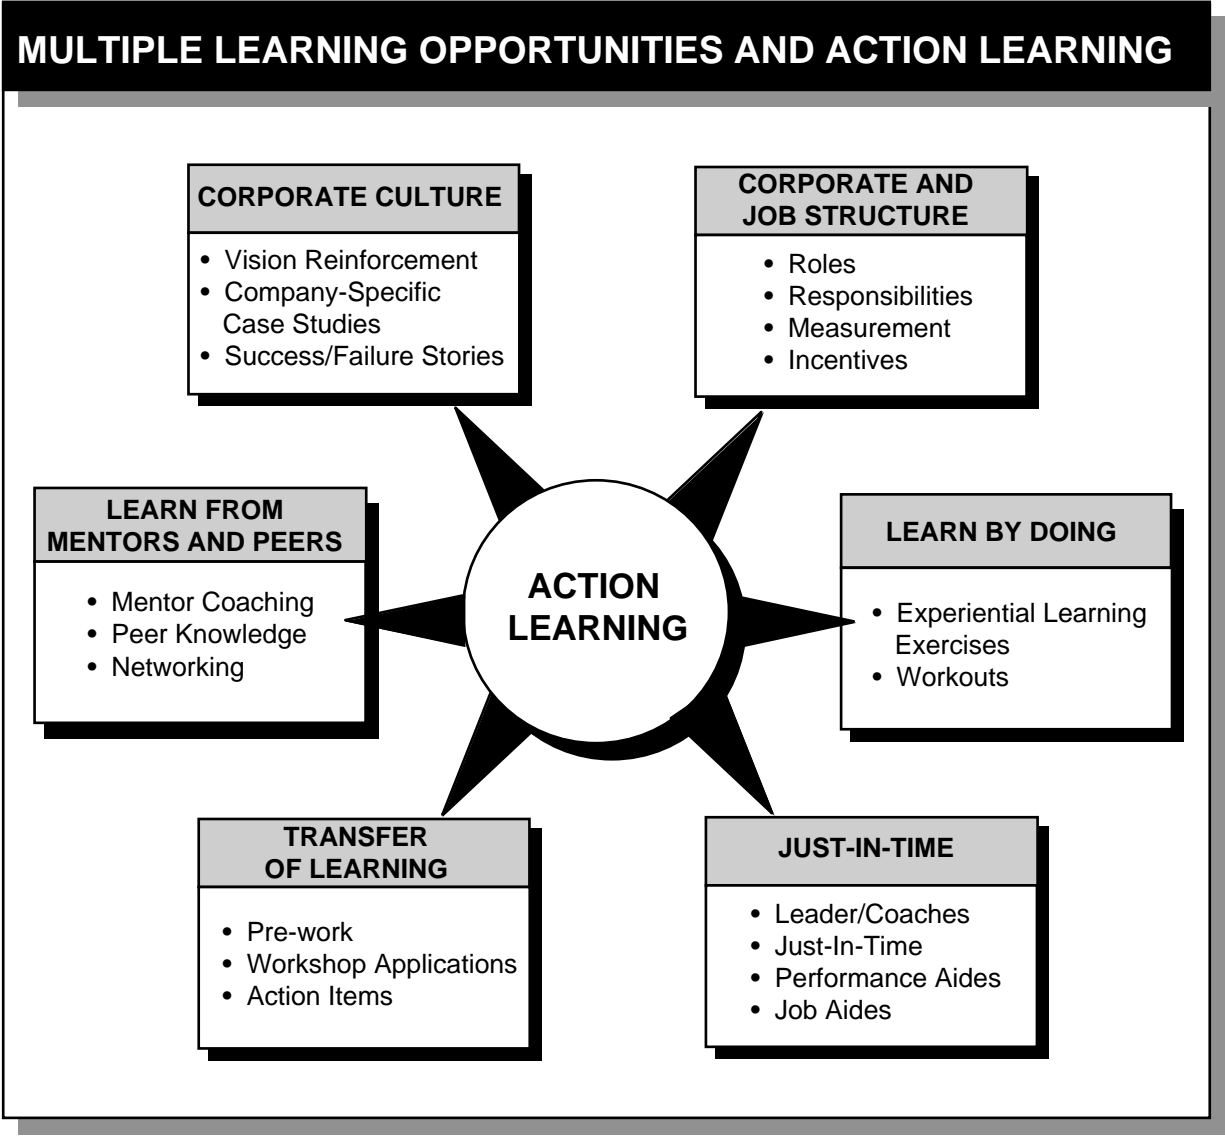 MULTIPLE LEARNING OPPORTUNITIES AND ACTION LEARNING
CORPORATE CULTURE
• Vision Reinforcement
• Company-Specific
Case Studies
• Success/Failure Stories
CORPORATE AND
JOB STRUCTURE
• Roles
• Responsibilities
• Measurement
• Incentives
LEARN FROM
MENTORS AND PEERS
• Mentor Coaching
• Peer Knowledge
• Networking
ACTION
LEARNING
LEARN BY DOING
• Experiential Learning
Exercises
• Workouts
TRANSFER
OF LEARNING
• Pre-work
• Workshop Applications
• Action Items
JUST-IN-TIME
• Leader/Coaches
• Just-In-Time
• Performance Aides
• Job Aides